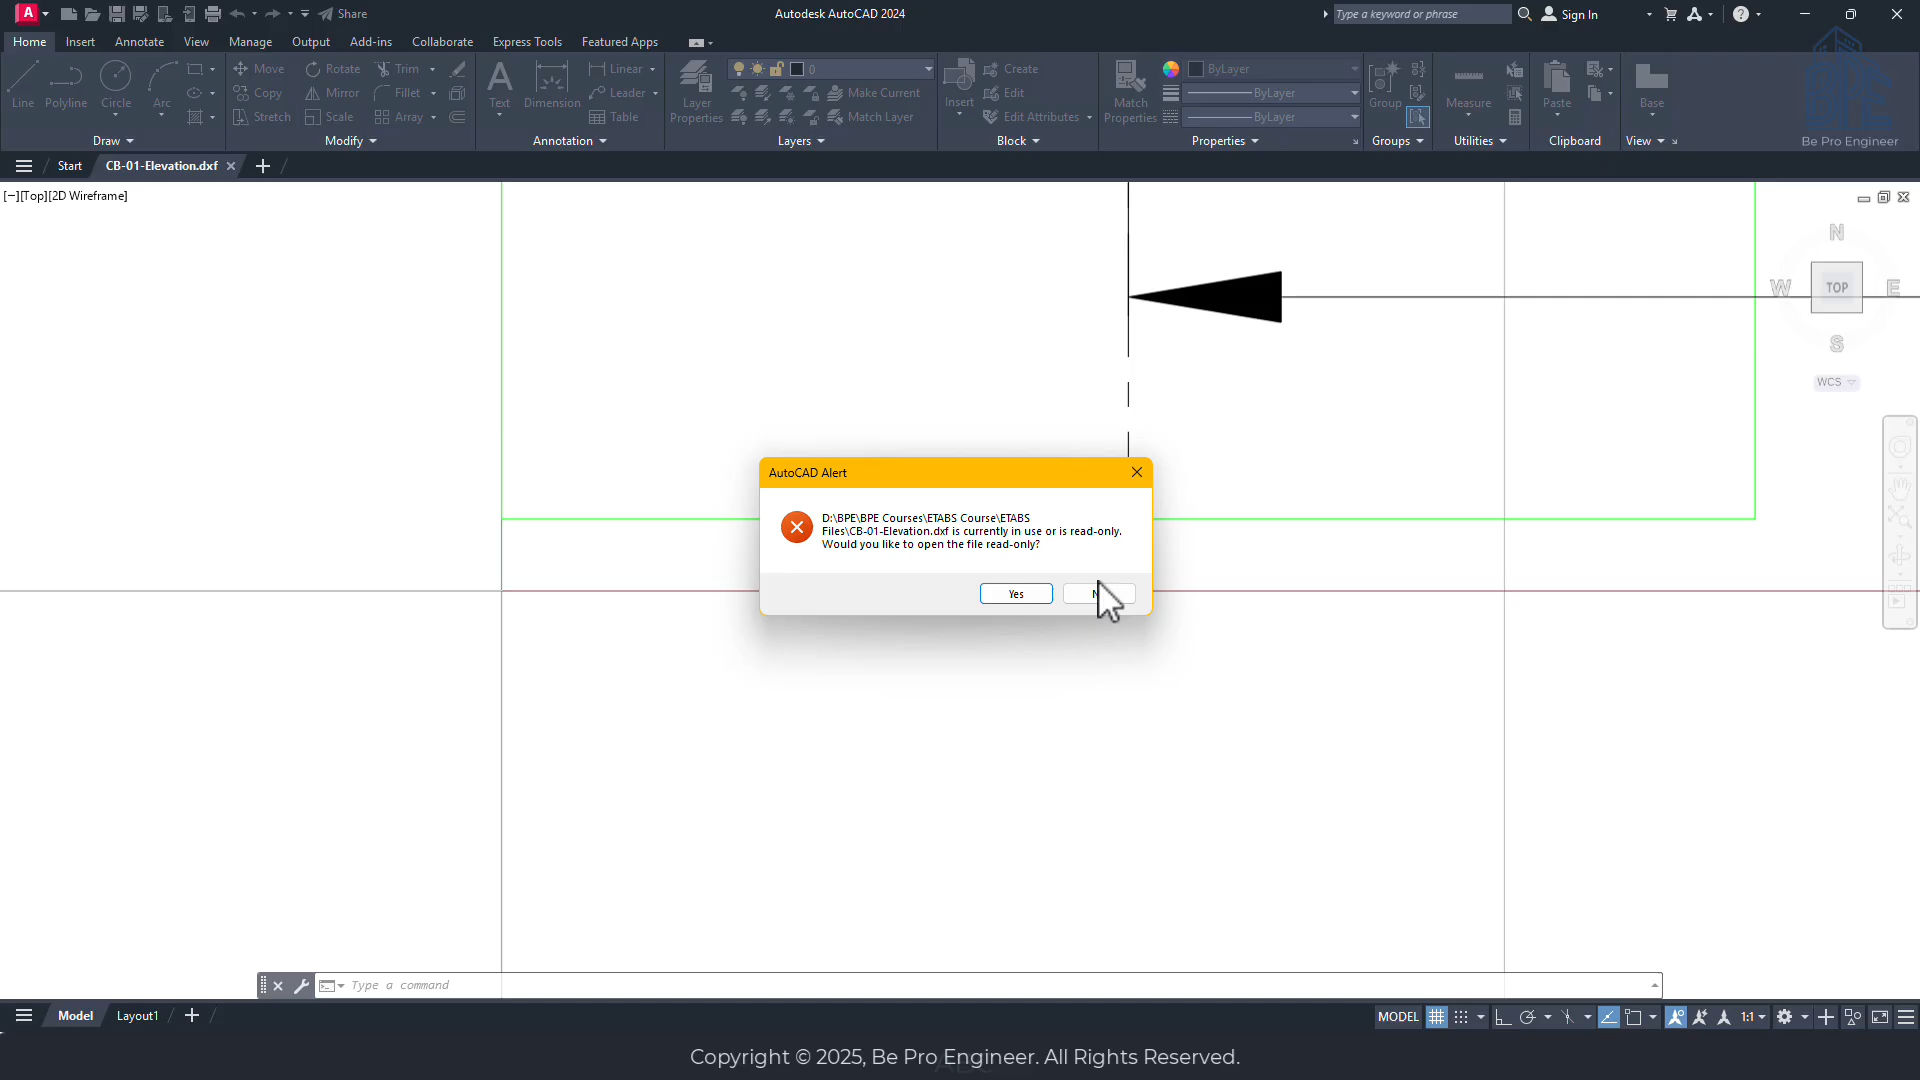 A
Share
Autodesk AutoCAD 2024
Type a keyword or phrase
Sign In
Home Insert Annotate View Manage Output Add-ins Collaborate Express Tools Featured Apps
Line Polyline Circle Arc
Draw
Move Rotate Trim
Copy Mirror Fillet
Stretch Scale Array
Modify
Text Dimension
Linear
Leader
Table
Annotation
Layer
Properties
0
Make Current
Match Layer
Layers
Insert
Create
Edit
Edit Attributes
Block
Match
Properties
ByLayer
ByLayer
ByLayer
Properties
Group
Groups
Measure
Utilities
Paste
Clipboard
Base
View
Be Pro Engineer
Start CB-01-Elevation.dxf
[−][Top][2D Wireframe]
N
W TOP E
S
WCS
AutoCAD Alert
D:\BPE\BPE Courses\ETABS Course\ETABS
Files\CB-01-Elevation.dxf is currently in use or is read-only.
Would you like to open the file read-only?
Yes
Type a command
Model Layout1
MODEL
1:1
Copyright © 2025, Be Pro Engineer. All Rights Reserved.